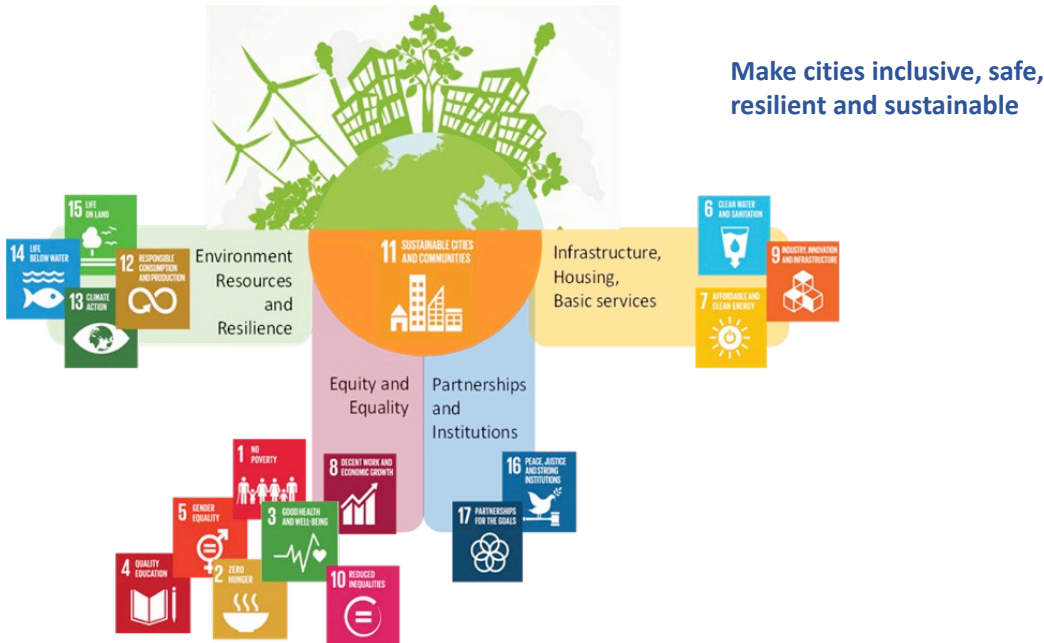 Make cities inclusive, safe,
resilient and sustainable
15 LIFE
ON LAND
14 LIFE
BELOW WATER
12 RESPONSIBLE
CONSUMPTION
AND PRODUCTION
13 CLIMATE
ACTION
Environment
Resources
and
Resilience
11 SUSTAINABLE CITIES
AND COMMUNITIES
Infrastructure,
Housing,
Basic services
6 CLEAN WATER
AND SANITATION
9 INDUSTRY, INNOVATION
AND INFRASTRUCTURE
7 AFFORDABLE AND
CLEAN ENERGY
Equity and
Equality
Partnerships
and
Institutions
1 NO
POVERTY
8 DECENT WORK AND
ECONOMIC GROWTH
5 GENDER
EQUALITY
3 GOOD HEALTH
AND WELL-BEING
4 QUALITY
EDUCATION
2 ZERO
HUNGER
10 REDUCED
INEQUALITIES
16 PEACE, JUSTICE
AND STRONG
INSTITUTIONS
17 PARTNERSHIPS
FOR THE GOALS